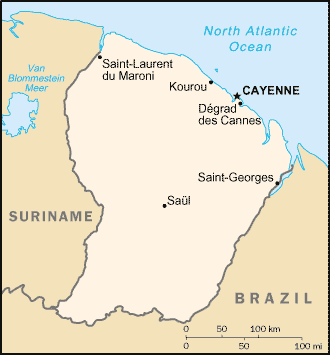 North Atlantic
Ocean
Van
Blommestein
Meer
Saint-Laurent
du Maroni
Kourou
CAYENNE
Dégrad
des Cannes
Saint-Georges
Saül
SURINAME
BRAZIL
0 50 100 km
0 50 100 mi